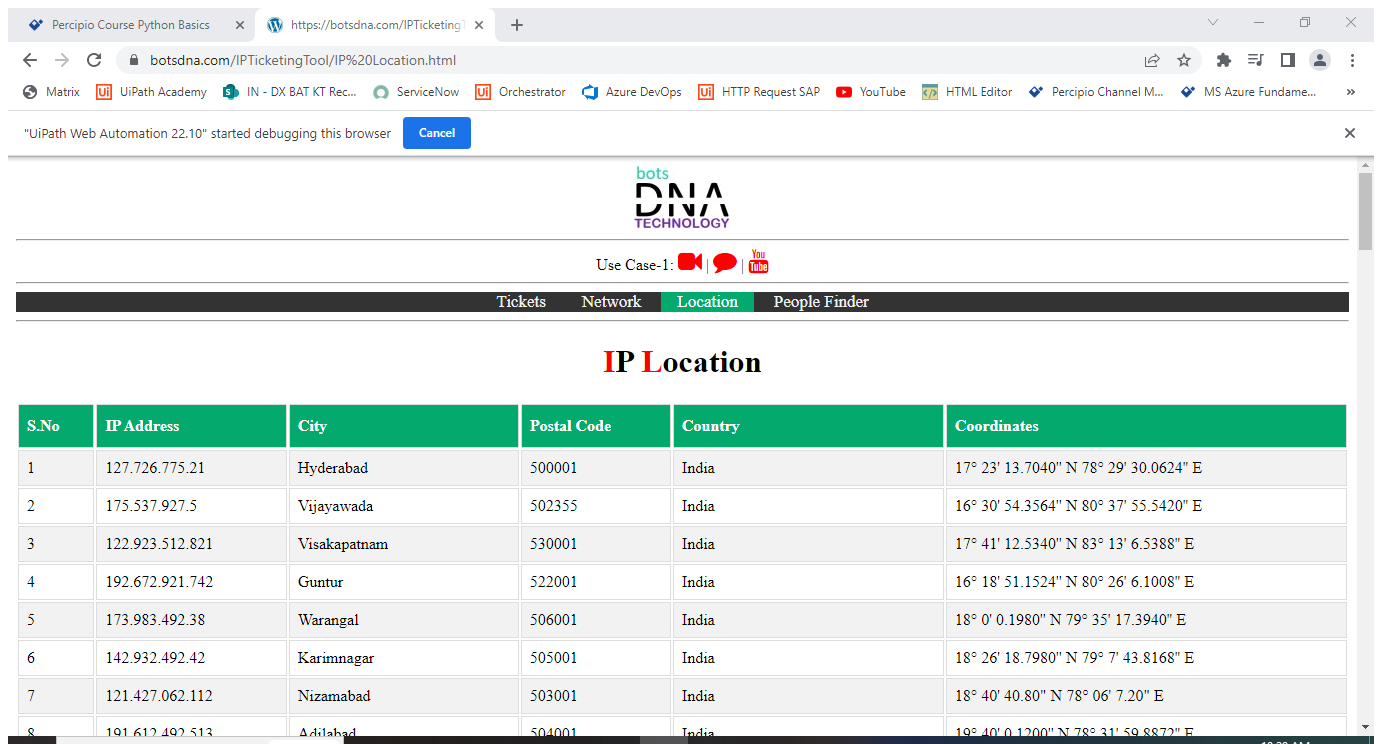 Percipio Course Python Basics
https://botsdna.com/IPTicketing
botsdna.com/IPTicketingTool/IP%20Location.html
Matrix UiPath Academy IN - DX BAT KT Rec... ServiceNow Orchestrator Azure DevOps HTTP Request SAP YouTube HTML Editor Percipio Channel M... MS Azure Fundame... »
"UiPath Web Automation 22.10" started debugging this browser Cancel
bots
DNA
TECHNOLOGY
Use Case-1: | | You Tube
Tickets Network Location People Finder
IP Location
S.No IP Address City Postal Code Country Coordinates
1 127.726.775.21 Hyderabad 500001 India 17° 23' 13.7040'' N 78° 29' 30.0624'' E
2 175.537.927.5 Vijayawada 502355 India 16° 30' 54.3564'' N 80° 37' 55.5420'' E
3 122.923.512.821 Visakapatnam 530001 India 17° 41' 12.5340'' N 83° 13' 6.5388'' E
4 192.672.921.742 Guntur 522001 India 16° 18' 51.1524'' N 80° 26' 6.1008'' E
5 173.983.492.38 Warangal 506001 India 18° 0' 0.1980'' N 79° 35' 17.3940'' E
6 142.932.492.42 Karimnagar 505001 India 18° 26' 18.7980'' N 79° 7' 43.8168'' E
7 121.427.062.112 Nizamabad 503001 India 18° 40' 40.80'' N 78° 06' 7.20'' E
8 191.612.492.513 Adilabad 504001 India 19° 40' 0.1200'' N 78° 31' 59.8872'' E